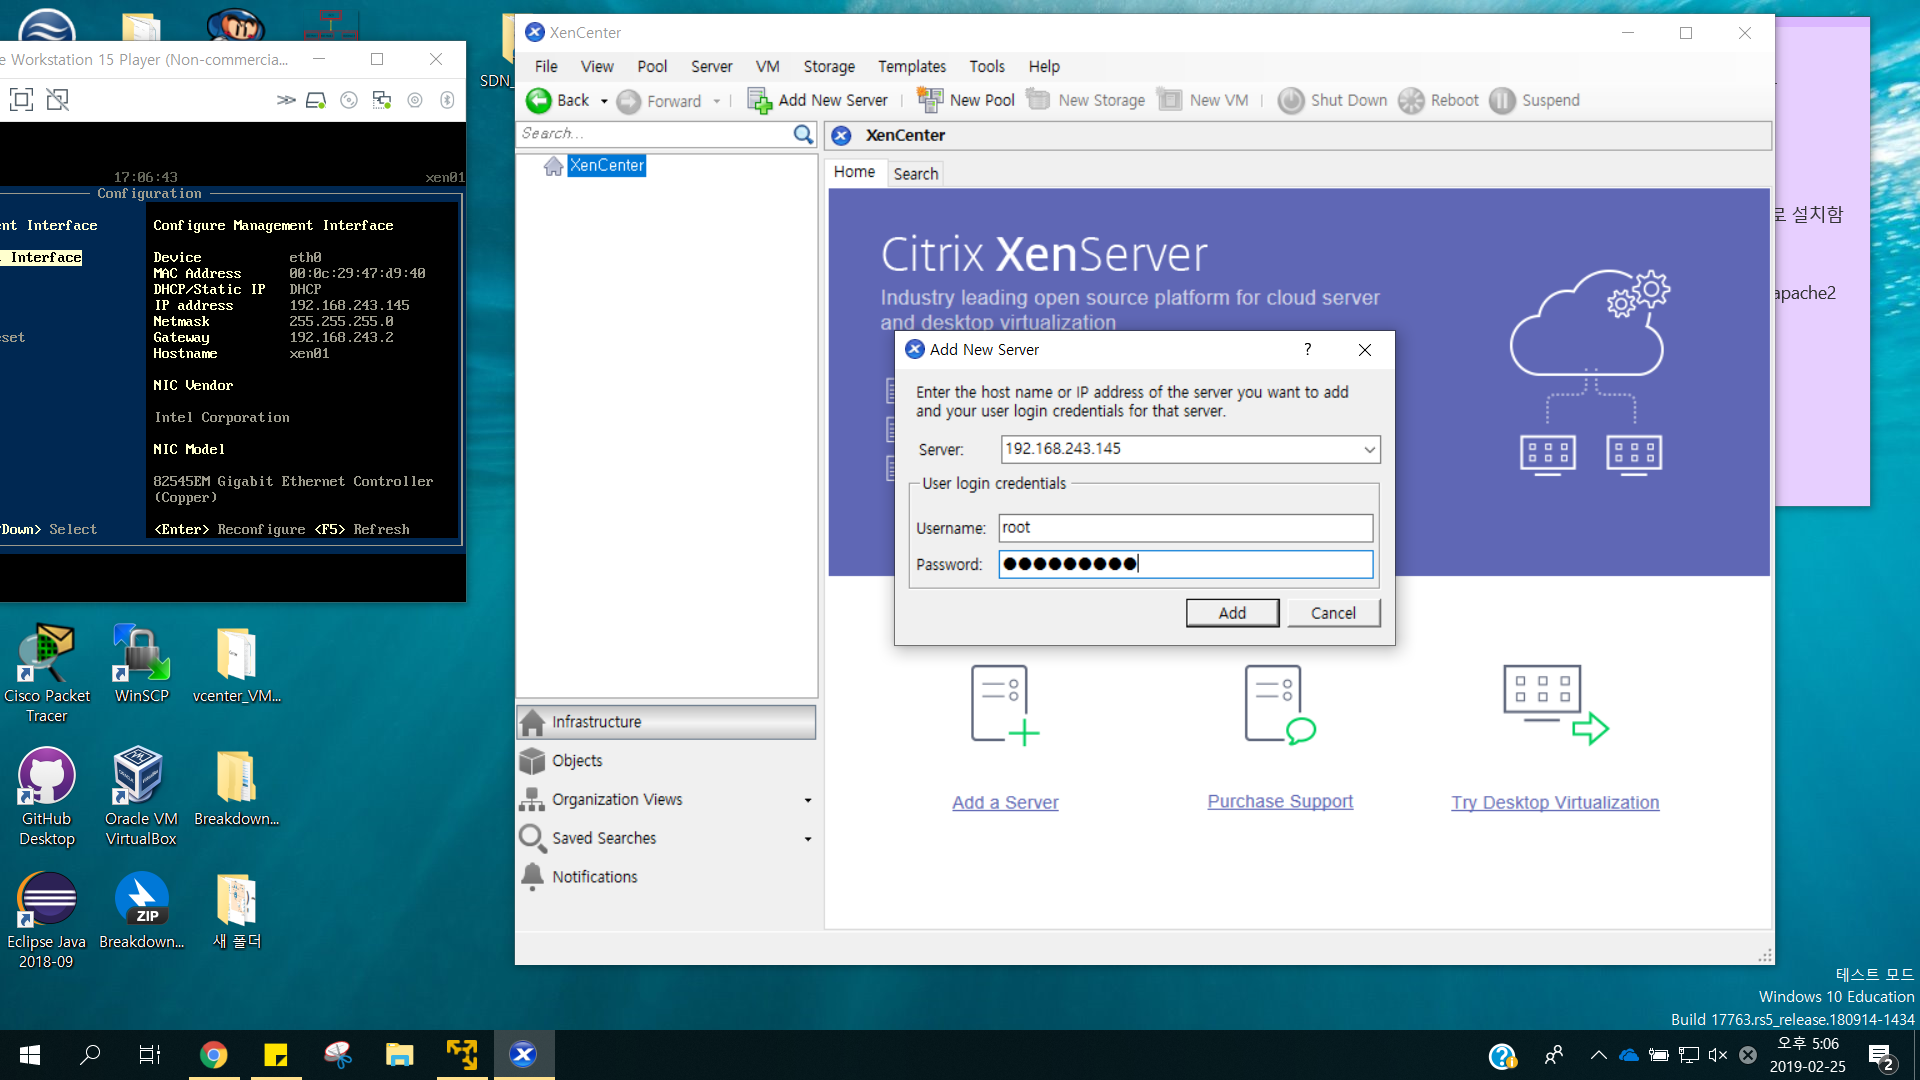 SDN_
e Workstation 15 Player (Non-commercia...
17:06:43 xen01
Configuration
nt Interface
Interface
set
Down> Select
Configure Management Interface
Device eth0
MAC Address 00:0c:29:47:d9:40
DHCP/Static IP DHCP
IP address 192.168.243.145
Netmask 255.255.255.0
Gateway 192.168.243.2
Hostname xen01
NIC Vendor
Intel Corporation
NIC Model
82545EM Gigabit Ethernet Controller
(Copper)
<Enter> Reconfigure <F5> Refresh
XenCenter
File View Pool Server VM Storage Templates Tools Help
Back Forward Add New Server New Pool New Storage New VM Shut Down Reboot Suspend
Search...
XenCenter
XenCenter
Home Search
Citrix XenServer
Industry leading open source platform for cloud server
and desktop virtualization
Add New Server ?
Enter the host name or IP address of the server you want to add
and your user login credentials for that server.
Server: 192.168.243.145
User login credentials
Username: root
Password: ●●●●●●●●●
Add Cancel
Add a Server
Purchase Support
Try Desktop Virtualization
Infrastructure
Objects
Organization Views
Saved Searches
Notifications
로 설치함
apache2
Cisco Packet
Tracer
WinSCP
vcenter_VM...
GitHub
Desktop
Oracle VM
VirtualBox
Breakdown...
Eclipse Java
2018-09
ZIP
Breakdown...
새 폴더
테스트 모드
Windows 10 Education
Build 17763.rs5_release.180914-1434
오후 5:06
2019-02-25
2